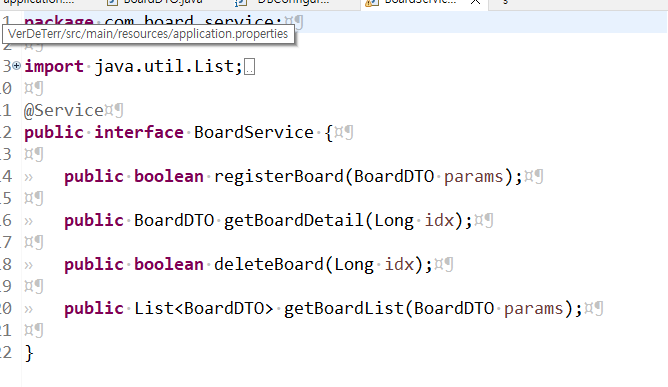 application.
BoardDTO.java
DBConfigur...
BoardServic...
1 package com.board.service;¤¶
VerDeTerr/src/main/resources/application.properties
2 ¤¶
3 import java.util.List;
10 ¤¶
11 @Service¤¶
12 public interface BoardService {¤¶
13 ¤¶
14 » public boolean registerBoard(BoardDTO params);¤¶
15 ¤¶
16 » public BoardDTO getBoardDetail(Long idx);¤¶
17 ¤¶
18 » public boolean deleteBoard(Long idx);¤¶
19 ¤¶
20 » public List<BoardDTO> getBoardList(BoardDTO params);¤¶
21 ¤¶
22 }